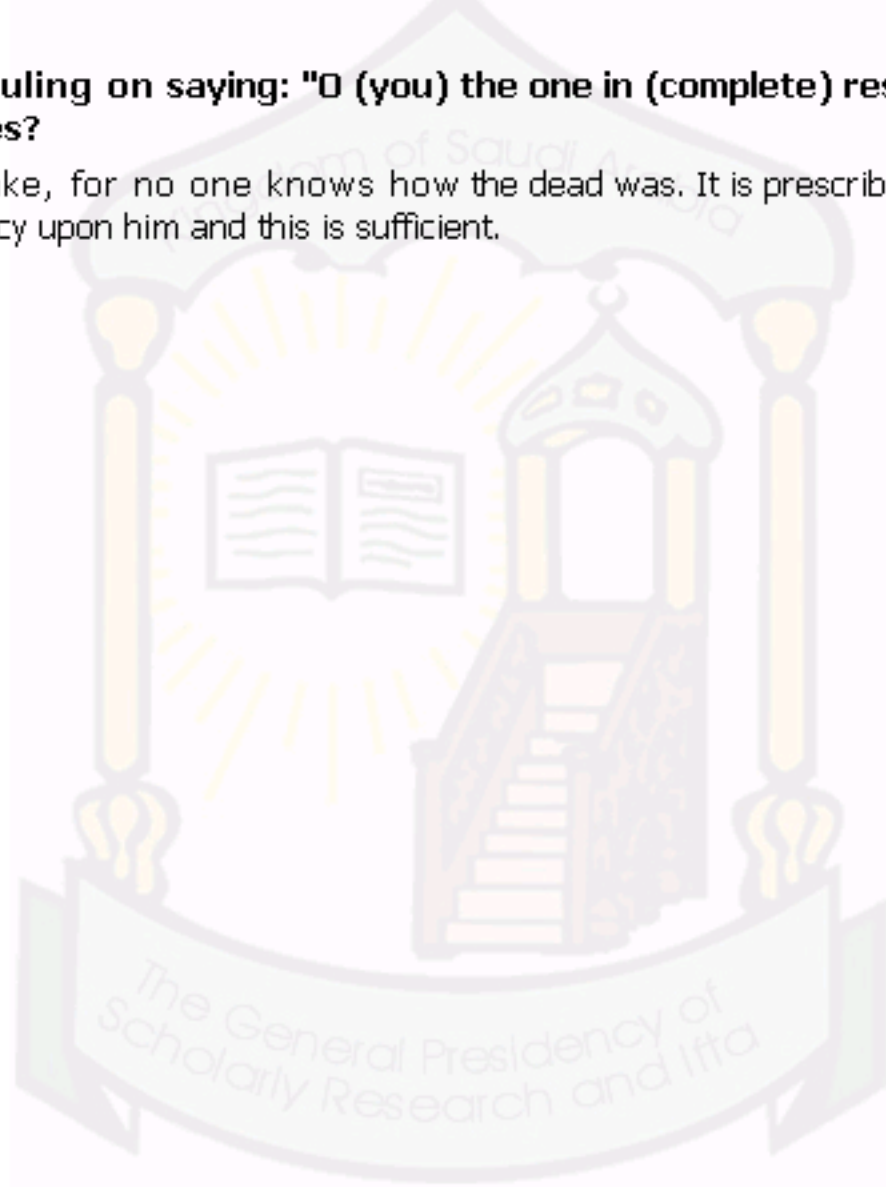 uling on saying: "O (you) the one in (complete) res
es?
ke, for no one knows how the dead was. It is prescrib
cy upon him and this is sufficient.
Kingdom of Saudi Arabia
The General Presidency of
Scholarly Research and Ifta